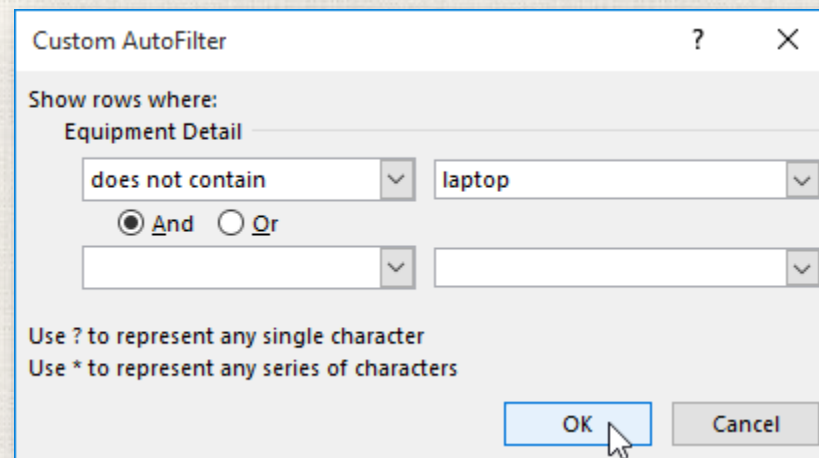 Custom AutoFilter ?
Show rows where:
Equipment Detail
does not contain laptop
And Or
Use ? to represent any single character
Use * to represent any series of characters
OK Cancel